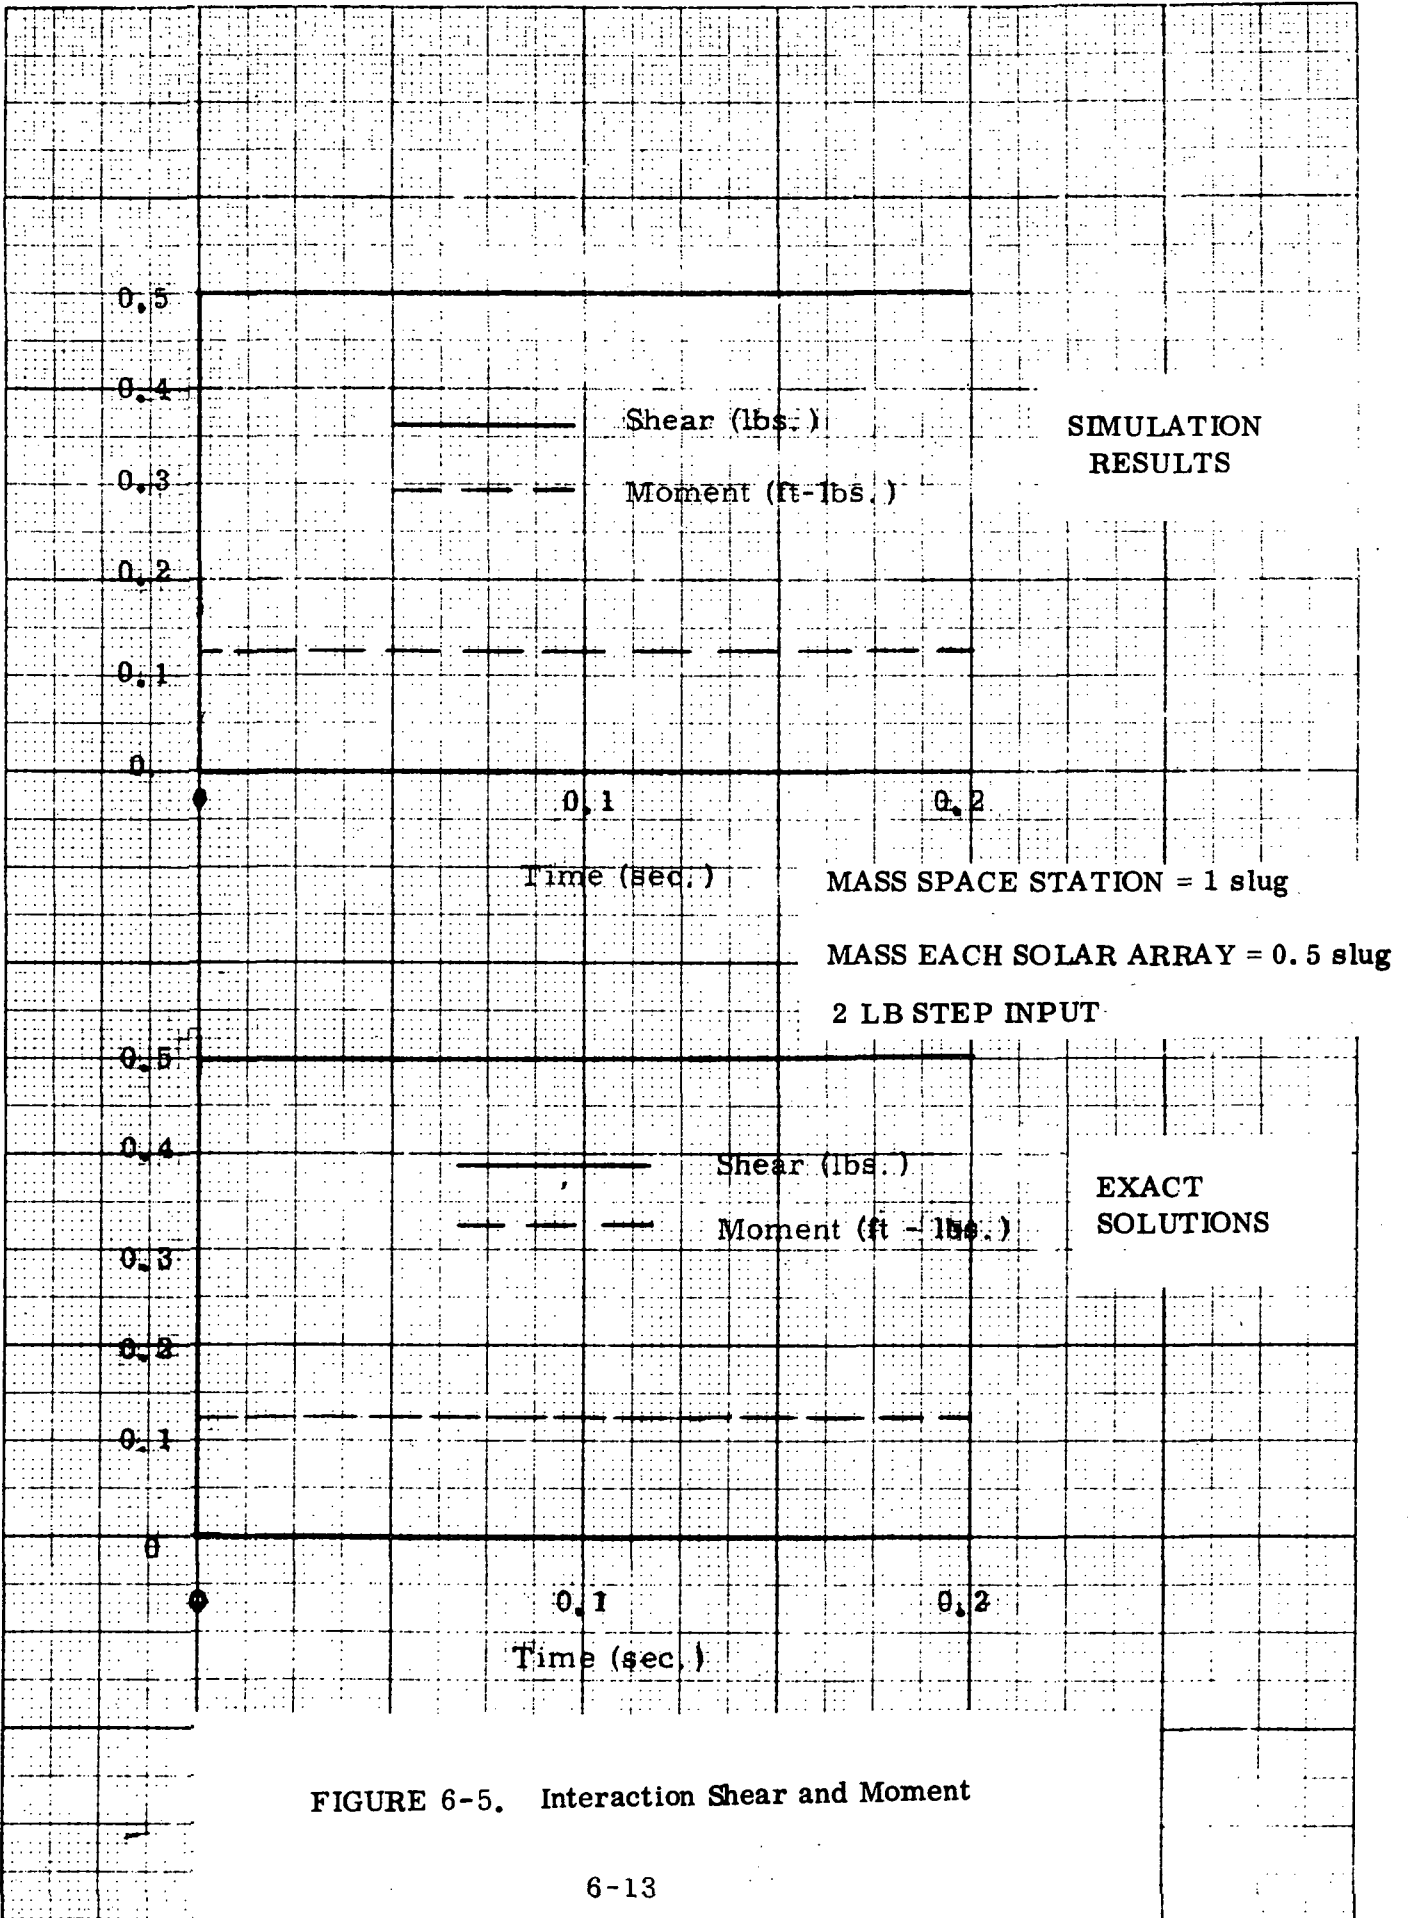 0.5
0.4
Shear (lbs.)
SIMULATION
RESULTS
0.3
Moment (ft-lbs.)
0.2
0.1
0.
0
0.1
0.2
Time (sec.)
MASS SPACE STATION = 1 slug
MASS EACH SOLAR ARRAY = 0.5 slug
2 LB STEP INPUT
0.5
0.4
Shear (lbs.)
EXACT
SOLUTIONS
Moment (ft - lbs.)
0.3
0.2
0.1
0
0
0.1
0.2
Time (sec.)
FIGURE 6-5. Interaction Shear and Moment
6-13